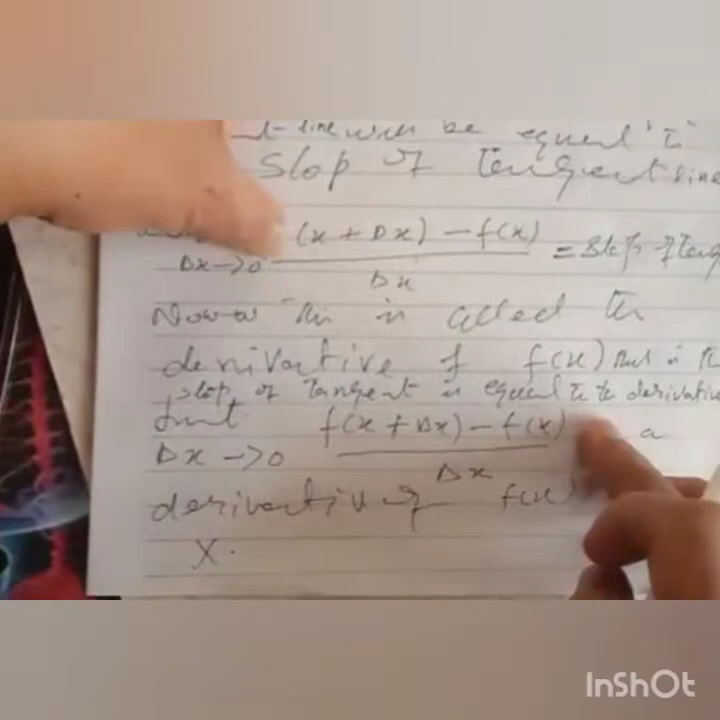 line will be equal to
Slop of Tangent line
(x + Δx) - f(x) = Slop of Tang
Δx->0 Δx
Now this is called the
derivative of f(x) that is the
slop of Tangent is equal to the derivative
f(x + Δx) - f(x) a
Δx ->0 Δx
derivative of f(x)
X.
InShOt